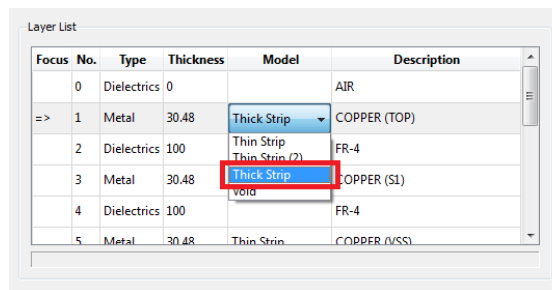 Layer List
Focus No. Type Thickness Model Description
0 Dielectrics 0 AIR
=> 1 Metal 30.48 Thick Strip COPPER (TOP)
Thin Strip
2 Dielectrics 100 FR-4
Thin Strip (2)
Thick Strip
3 Metal 30.48 COPPER (S1)
Void
4 Dielectrics 100 FR-4
5 Metal 30.48 Thin Strip COPPER (VSS)